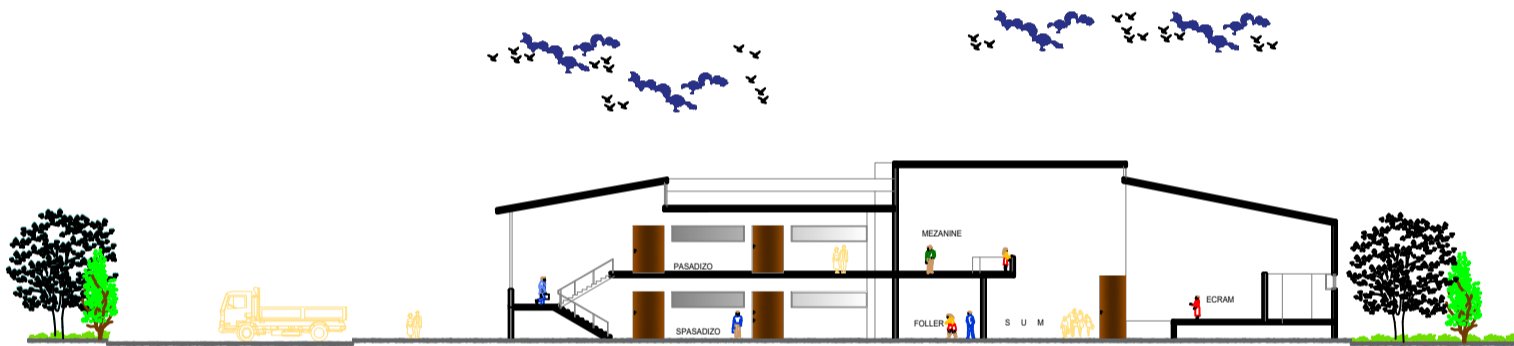 MEZANINE
PASADIZO
ECRAM
SPASADIZO
FOLLER
S U M